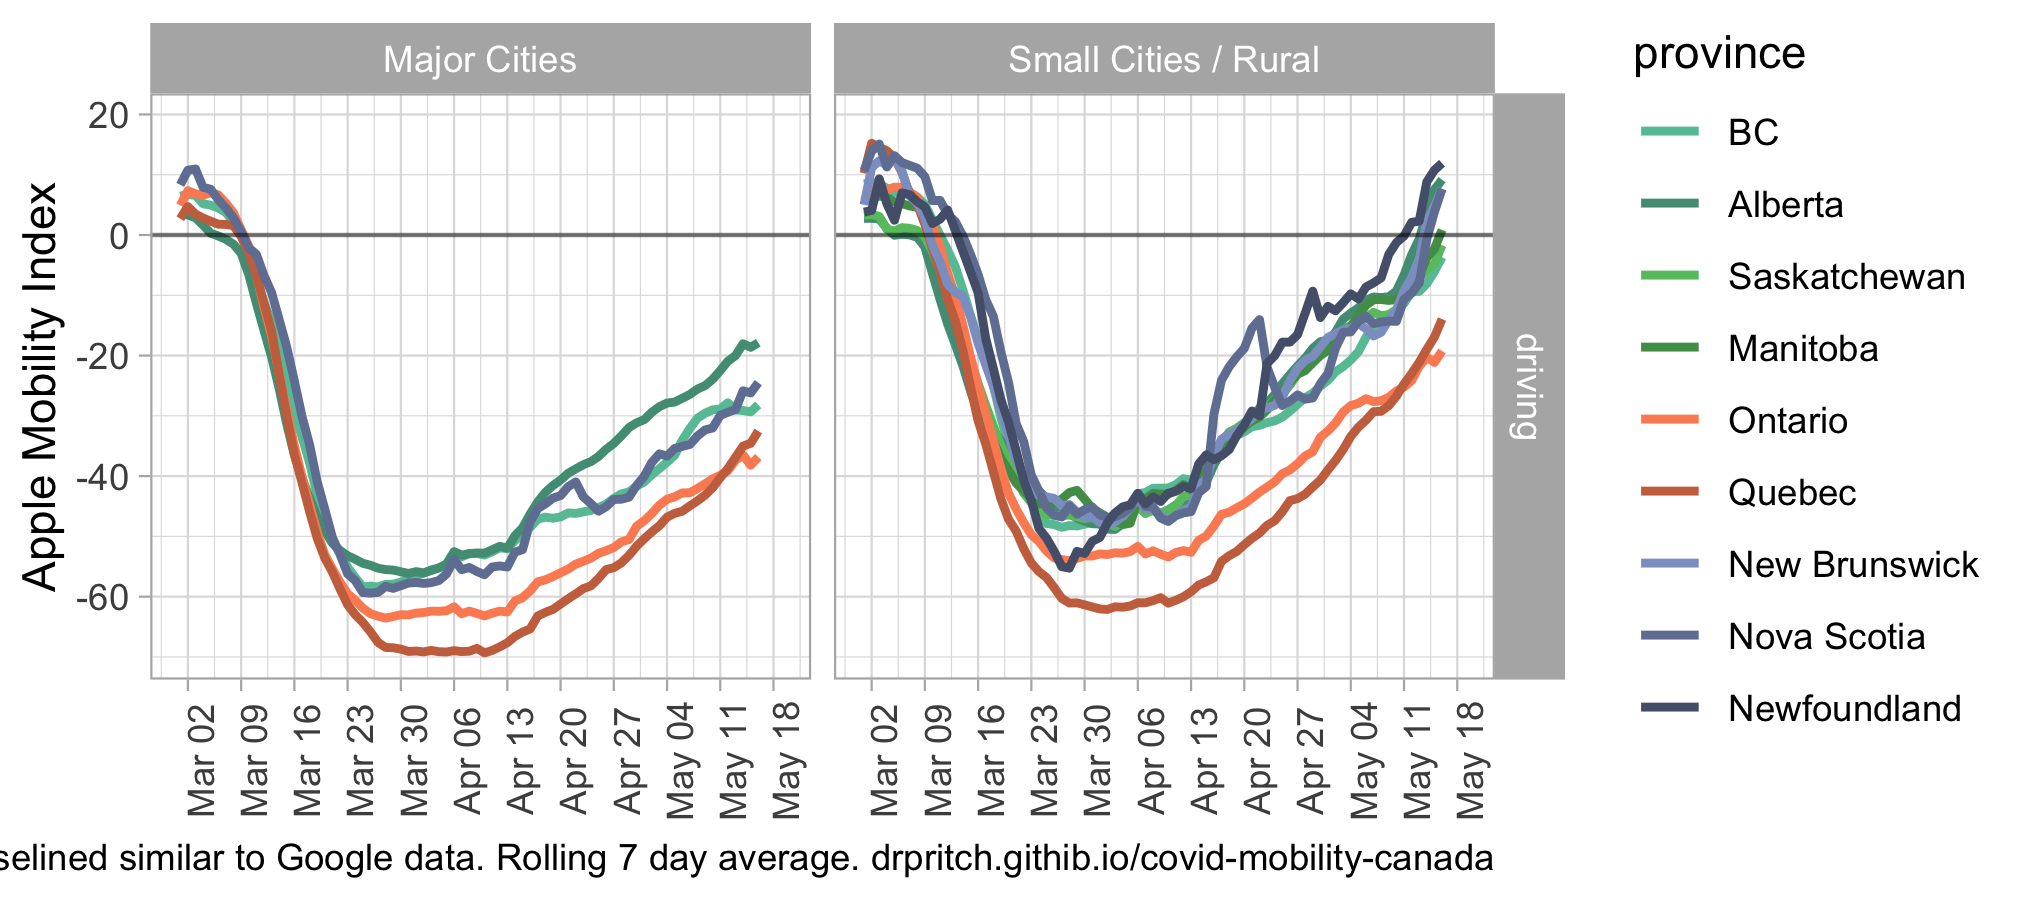 Major Cities
Small Cities / Rural
province
20
0
-20
-40
-60
Apple Mobility Index
driving
BC
Alberta
Saskatchewan
Manitoba
Ontario
Quebec
New Brunswick
Nova Scotia
Newfoundland
Mar 02
Mar 09
Mar 16
Mar 23
Mar 30
Apr 06
Apr 13
Apr 20
Apr 27
May 04
May 11
May 18
Mar 02
Mar 09
Mar 16
Mar 23
Mar 30
Apr 06
Apr 13
Apr 20
Apr 27
May 04
May 11
May 18
selined similar to Google data. Rolling 7 day average. drpritch.githib.io/covid-mobility-canada